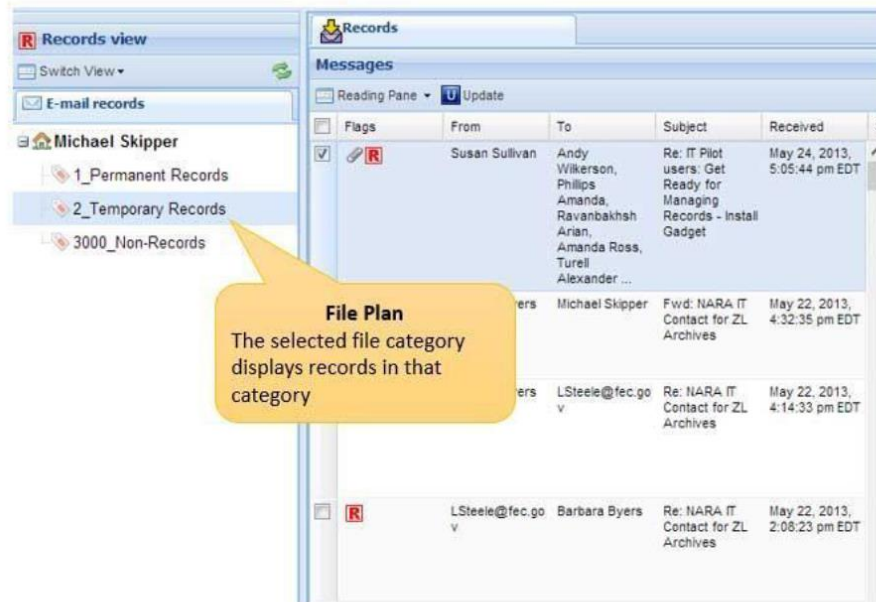 Records view
Switch View
E-mail records
Michael Skipper
1_Permanent Records
2_Temporary Records
3000_Non-Records
File Plan
The selected file category
displays records in that
category
Records
Messages
Reading Pane U Update
Flags From To Subject Received
R Susan Sullivan
Andy
Wilkerson,
Phillips
Amanda,
Ravanbakhsh
Arian,
Amanda Ross,
Turell
Alexander ...
Re: IT Pilot
users: Get
Ready for
Managing
Records - Install
Gadget
May 24, 2013,
5:05:44 pm EDT
ers
Michael Skipper
Fwd: NARA IT
Contact for ZL
Archives
May 22, 2013,
4:32:35 pm EDT
ers
LSteele@fec.go
v
Re: NARA IT
Contact for ZL
Archives
May 22, 2013,
4:14:33 pm EDT
R
LSteele@fec.go
v
Barbara Byers
Re: NARA IT
Contact for ZL
Archives
May 22, 2013,
2:08:23 pm EDT